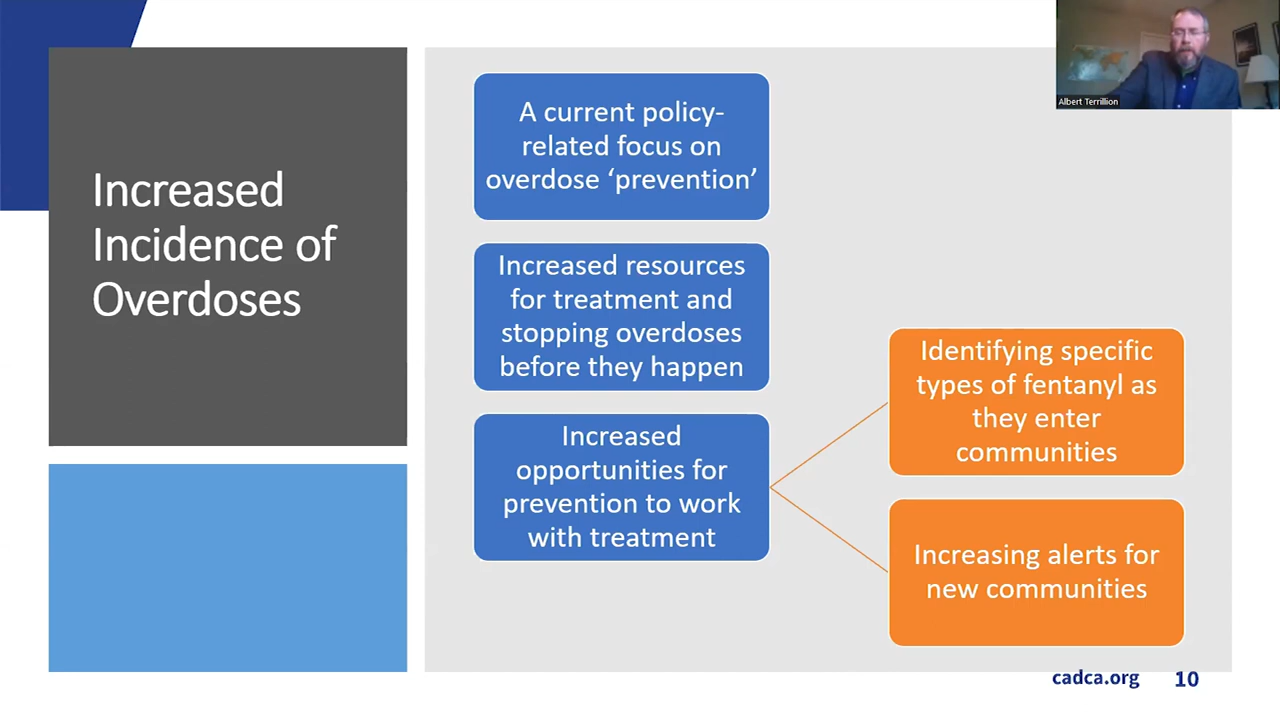 Increased
Incidence of
Overdoses
A current policy-
related focus on
overdose ‘prevention’
Increased resources
for treatment and
stopping overdoses
before they happen
Increased
opportunities for
prevention to work
with treatment
Identifying specific
types of fentanyl as
they enter
communities
Increasing alerts for
new communities
Albert Terrillion
cadca.org 10